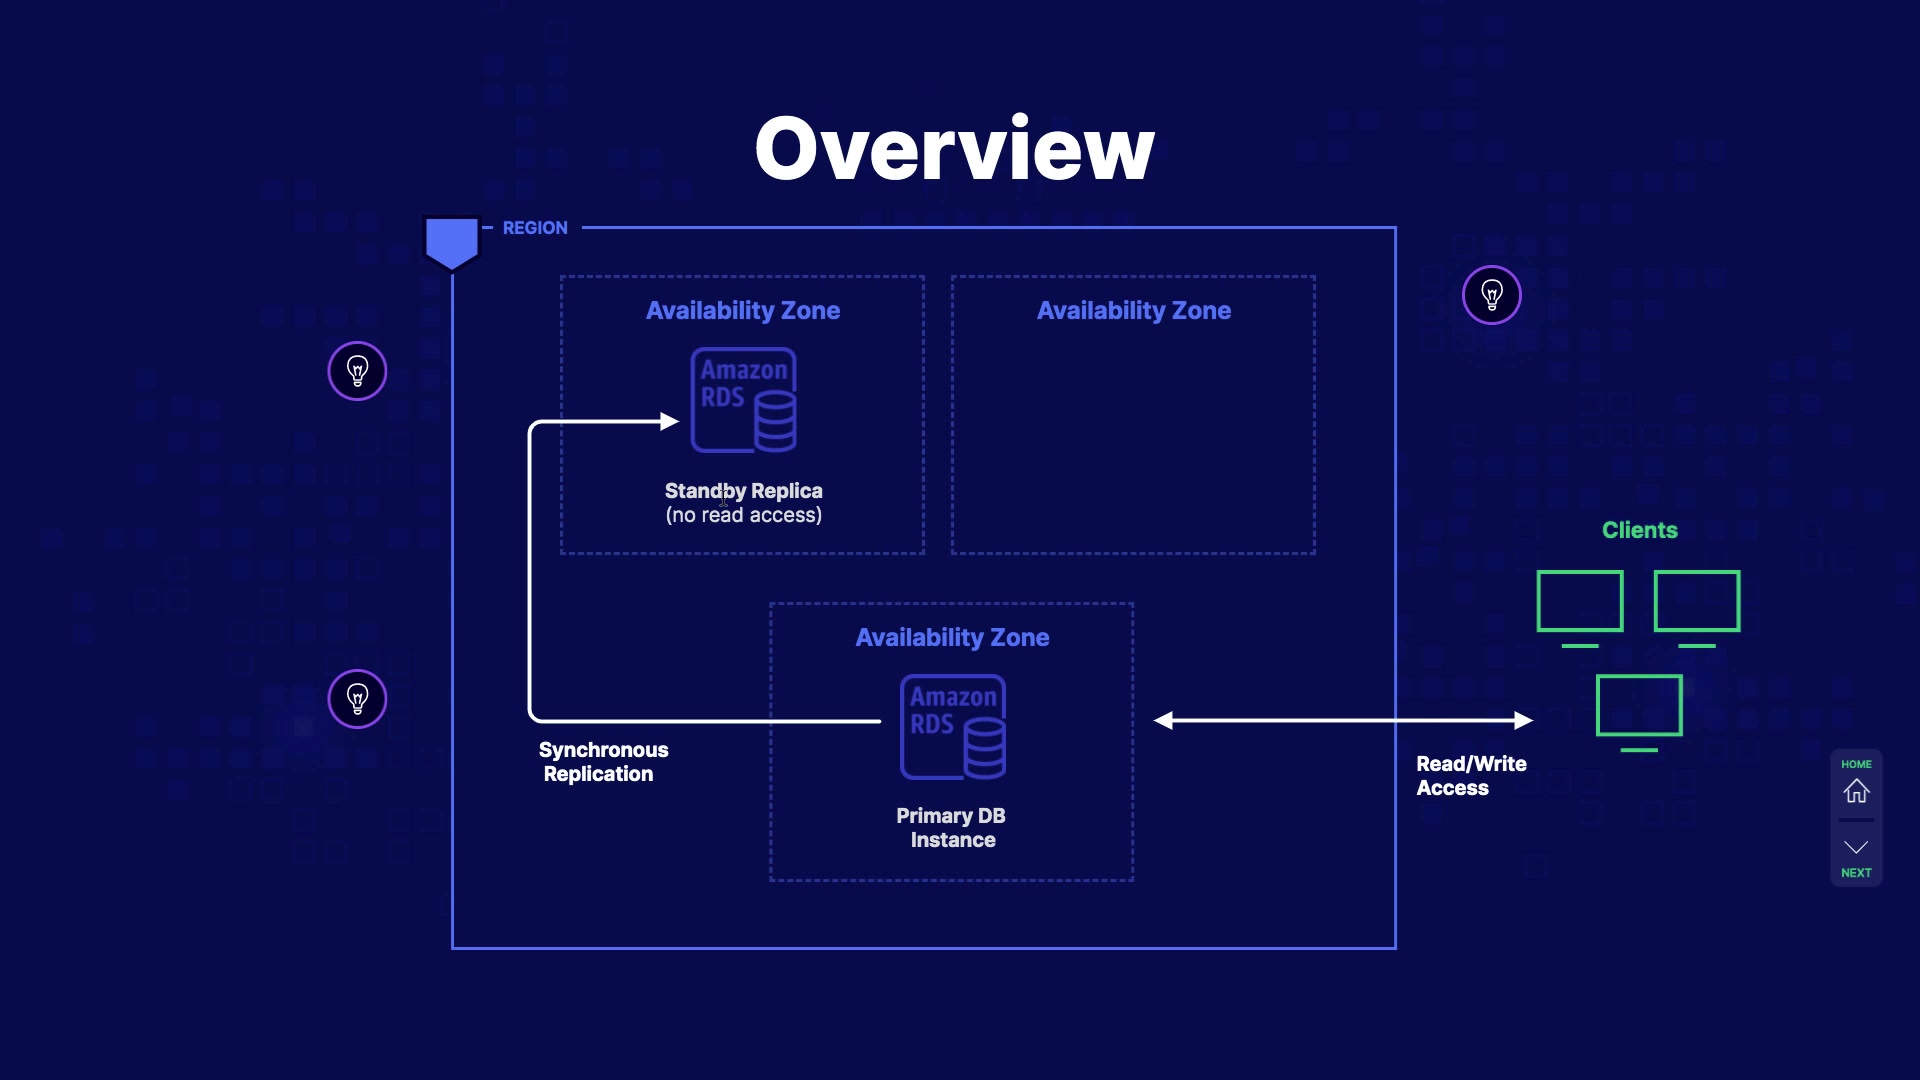 Overview
REGION
Availability Zone
Amazon
RDS
Standby Replica
(no read access)
Availability Zone
Availability Zone
Amazon
RDS
Primary DB
Instance
Synchronous
Replication
Clients
Read/Write
Access
HOME
NEXT